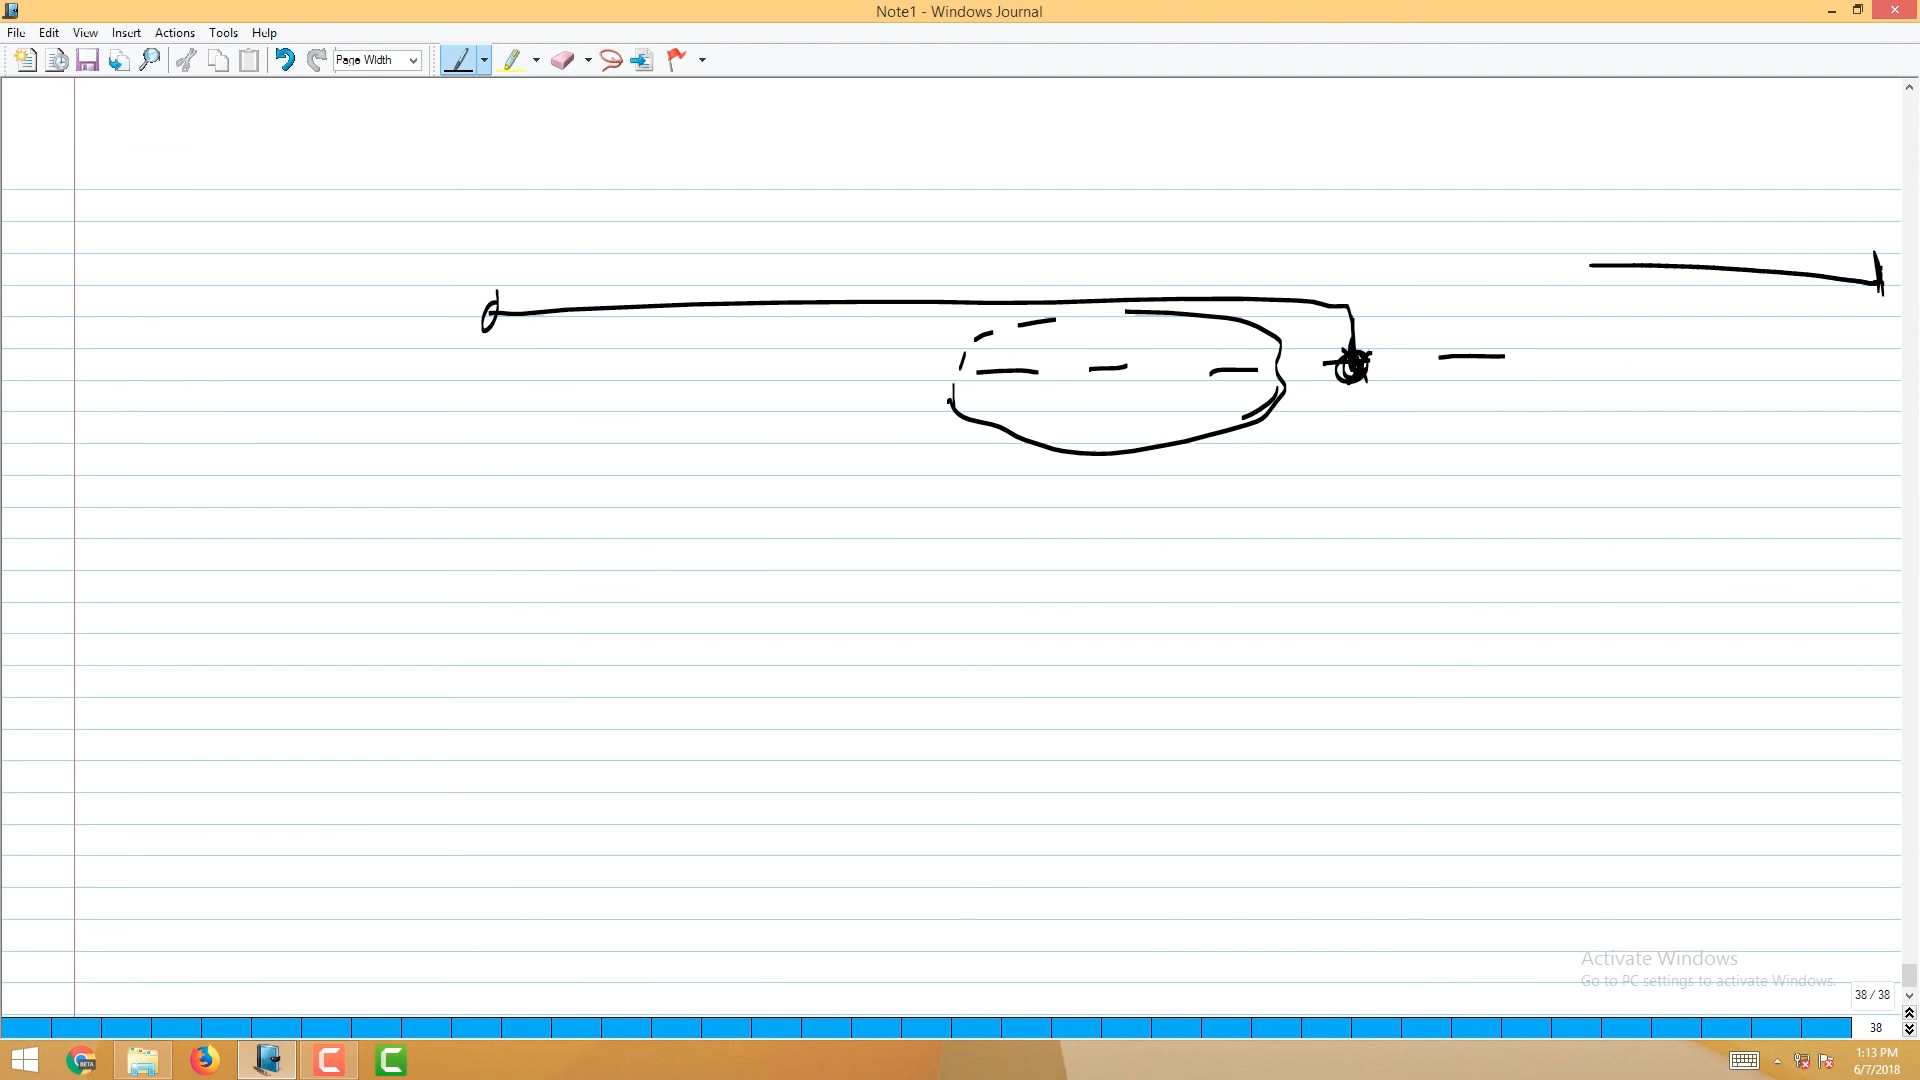 Note1 - Windows Journal
File Edit View Insert Actions Tools Help
Page Width
Activate Windows
Go to PC settings to activate Windows.
38 / 38
38
BETA
1:13 PM
6/7/2018